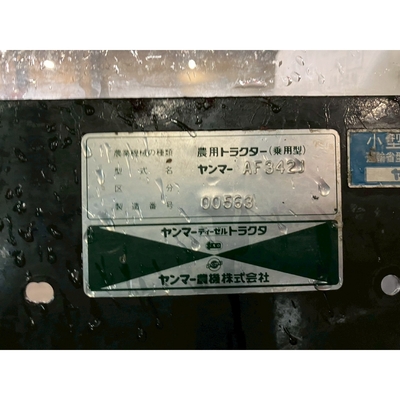 農業機械の種類 農用トラクター(乗用型)
型式名 ヤンマー AF342J
区分
製造番号 00563
ヤンマーディーゼルトラクタ
ヤンマー農機株式会社
小型